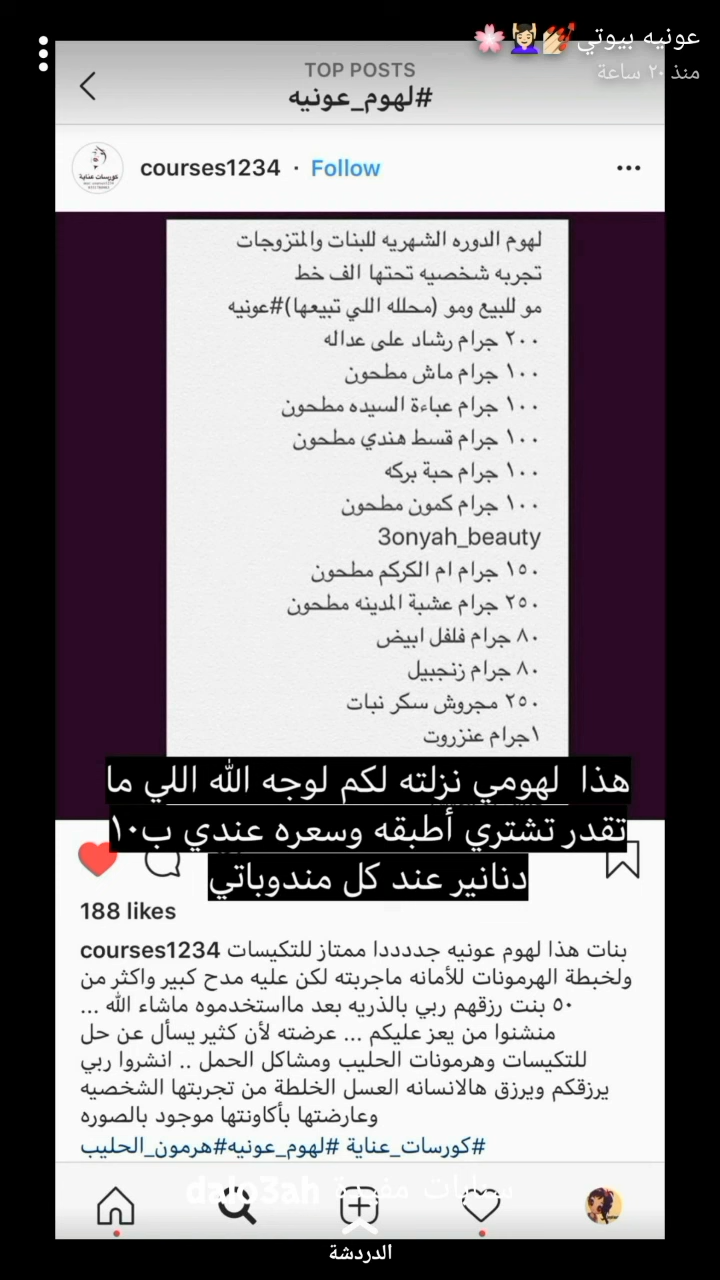 عونيه بيوتي 💅💆🌸
منذ ٢٠ ساعة
TOP POSTS
#لهوم_عونيه
courses1234 · Follow
لهوم الدوره الشهريه للبنات والمتزوجات
تجربه شخصيه تحتها الف خط
مو للبيع ومو (محلله اللي تبيعها)#عونيه
٢٠٠ جرام رشاد على عداله
١٠٠ جرام ماش مطحون
١٠٠ جرام عباءة السيده مطحون
١٠٠ جرام قسط هندي مطحون
١٠٠ جرام حبة بركه
١٠٠ جرام كمون مطحون
3onyah_beauty
١٥٠ جرام ام الكركم مطحون
٢٥٠ جرام عشبة المدينه مطحون
٨٠ جرام فلفل ابيض
٨٠ جرام زنجبيل
٢٥٠ مجروش سكر نبات
١جرام عنزروت
هذا لهومي نزلته لكم لوجه الله اللي ما
تقدر تشتري أطبقه وسعره عندي ب١٠
دنانير عند كل مندوباتي
188 likes
courses1234 بنات هذا لهوم عونيه جددددا ممتاز للتكيسات
ولخبطة الهرمونات للأمانه ماجربته لكن عليه مدح كبير واكثر من
٥٠ بنت رزقهم ربي بالذريه بعد مااستخدموه ماشاء الله ...
منشنوا من يعز عليكم ... عرضته لأن كثير يسأل عن حل
للتكيسات وهرمونات الحليب ومشاكل الحمل .. انشروا ربي
يرزقكم ويرزق هالانسانه العسل الخلطة من تجربتها الشخصيه
وعارضتها بأكاونتها موجود بالصوره
#كورسات_عناية #لهوم_عونيه#هرمون_الحليب
سنابات مفيدة dalo3ah
الدردشة